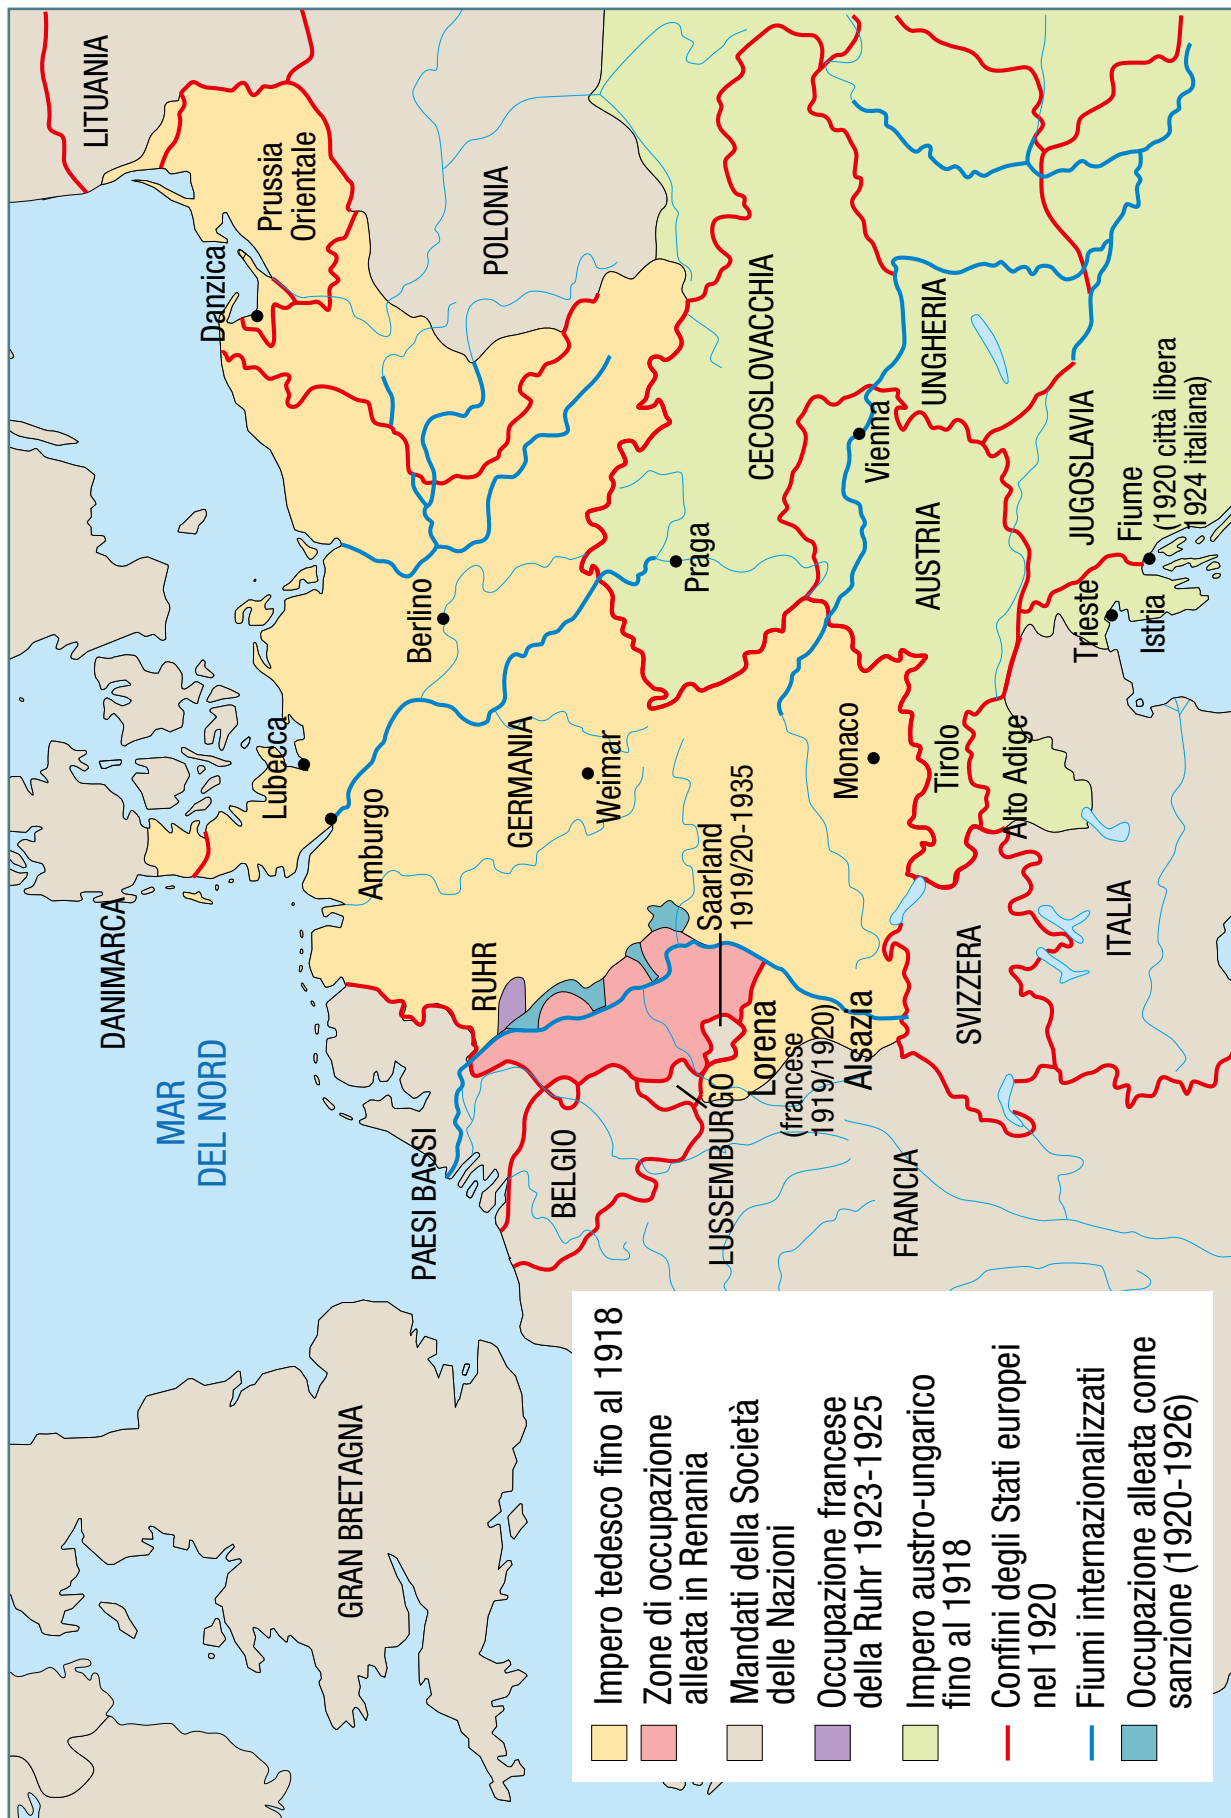 GRAN BRETAGNA
MAR
DEL NORD
DANIMARCA
LITUANIA
Lubecca
Amburgo
Danzica
Prussia
Orientale
PAESI BASSI
RUHR
GERMANIA
Berlino
POLONIA
BELGIO
Weimar
LUSSEMBURGO
Saarland
1919/20-1935
Praga
CECOSLOVACCHIA
Lorena
(francese
1919/1920)
Alsazia
Monaco
Vienna
FRANCIA
SVIZZERA
Tirolo
AUSTRIA
UNGHERIA
Alto Adige
ITALIA
Trieste
Istria
JUGOSLAVIA
Fiume
(1920 città libera
1924 italiana)
Impero tedesco fino al 1918
Zone di occupazione
alleata in Renania
Mandati della Società
delle Nazioni
Occupazione francese
della Ruhr 1923-1925
Impero austro-ungarico
fino al 1918
Confini degli Stati europei
nel 1920
Fiumi internazionalizzati
Occupazione alleata come
sanzione (1920-1926)